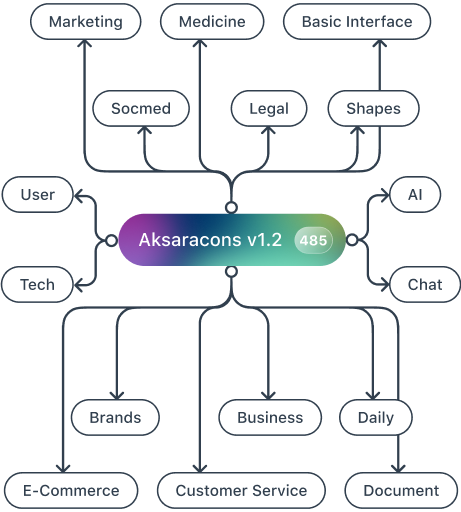 Marketing
Medicine
Basic Interface
Socmed
Legal
Shapes
User
AI
Aksaracons v1.2 485
Tech
Chat
Brands
Business
Daily
E-Commerce
Customer Service
Document